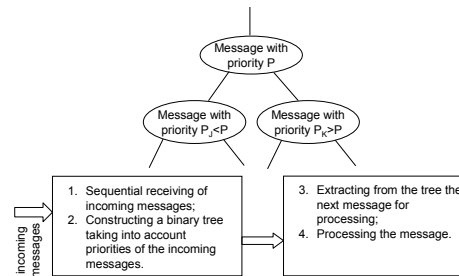 Message with
priority P
Message with
priority PJ<P
Message with
priority PK>P
incoming
messages
1. Sequential receiving of
incoming messages;
2. Constructing a binary tree
taking into account
priorities of the incoming
messages.
3. Extracting from the tree the
next message for
processing;
4. Processing the message.